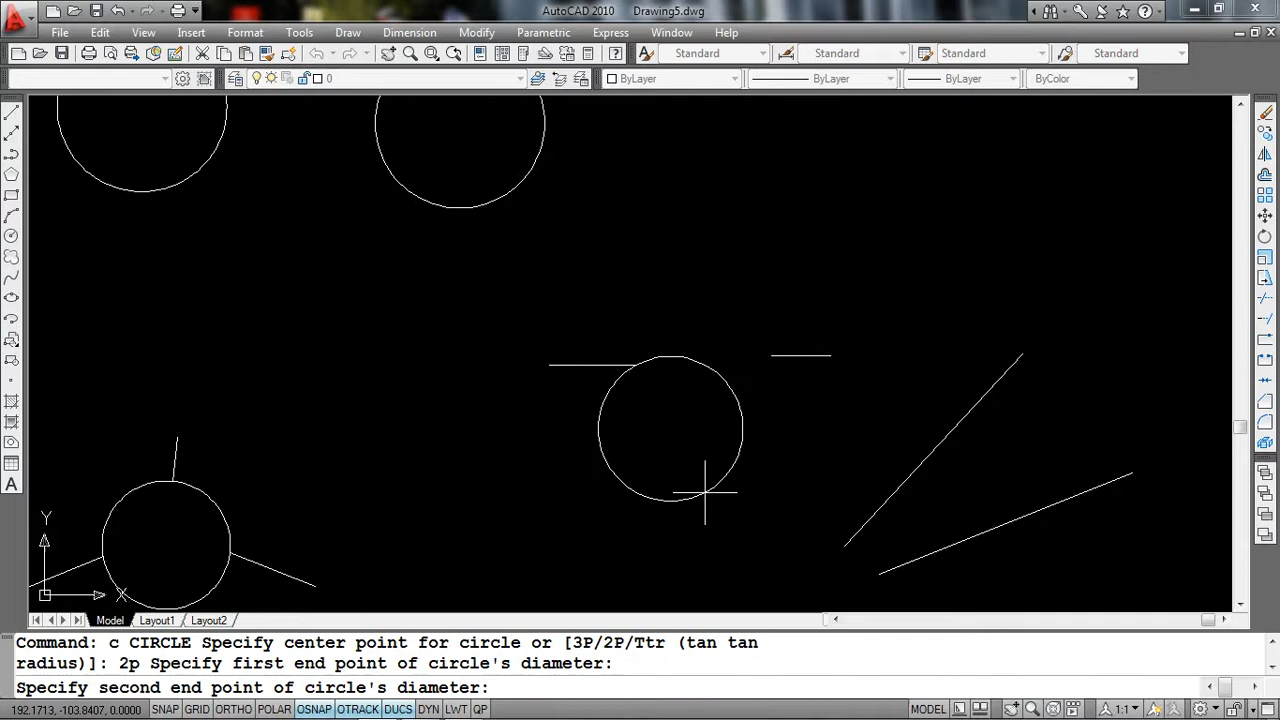 AutoCAD 2010 Drawing5.dwg
File Edit View Insert Format Tools Draw Dimension Modify Parametric Express Window Help
Standard Standard Standard Standard
0 ByLayer ByLayer ByLayer ByColor
A
Y
X
Model Layout1 Layout2
Command: c CIRCLE Specify center point for circle or [3P/2P/Ttr (tan tan
radius)]: 2p Specify first end point of circle's diameter:
Specify second end point of circle's diameter:
192.1713, -103.8407, 0.0000 SNAP GRID ORTHO POLAR OSNAP OTRACK DUCS DYN LWT QP MODEL 1:1